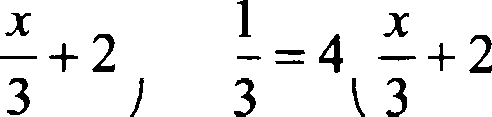 x/3 + 2 ) 1/3 = 4( x/3 + 2